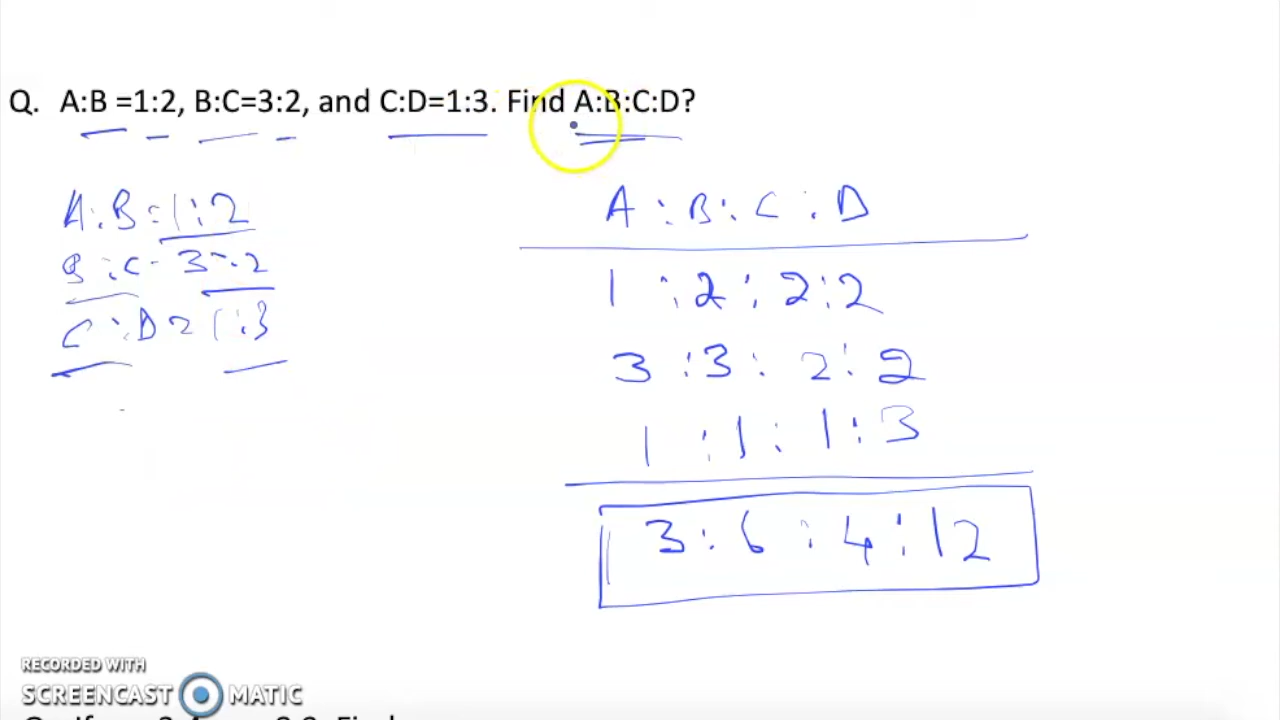 Q. A:B =1:2, B:C=3:2, and C:D=1:3. Find A:B:C:D?
A:B=1:2
B:C-3:2
C:D=1:3
A:B:C:D
1:2:2:2
3:3:2:2
1:1:1:3
3:6:4:12
RECORDED WITH
SCREENCAST MATIC